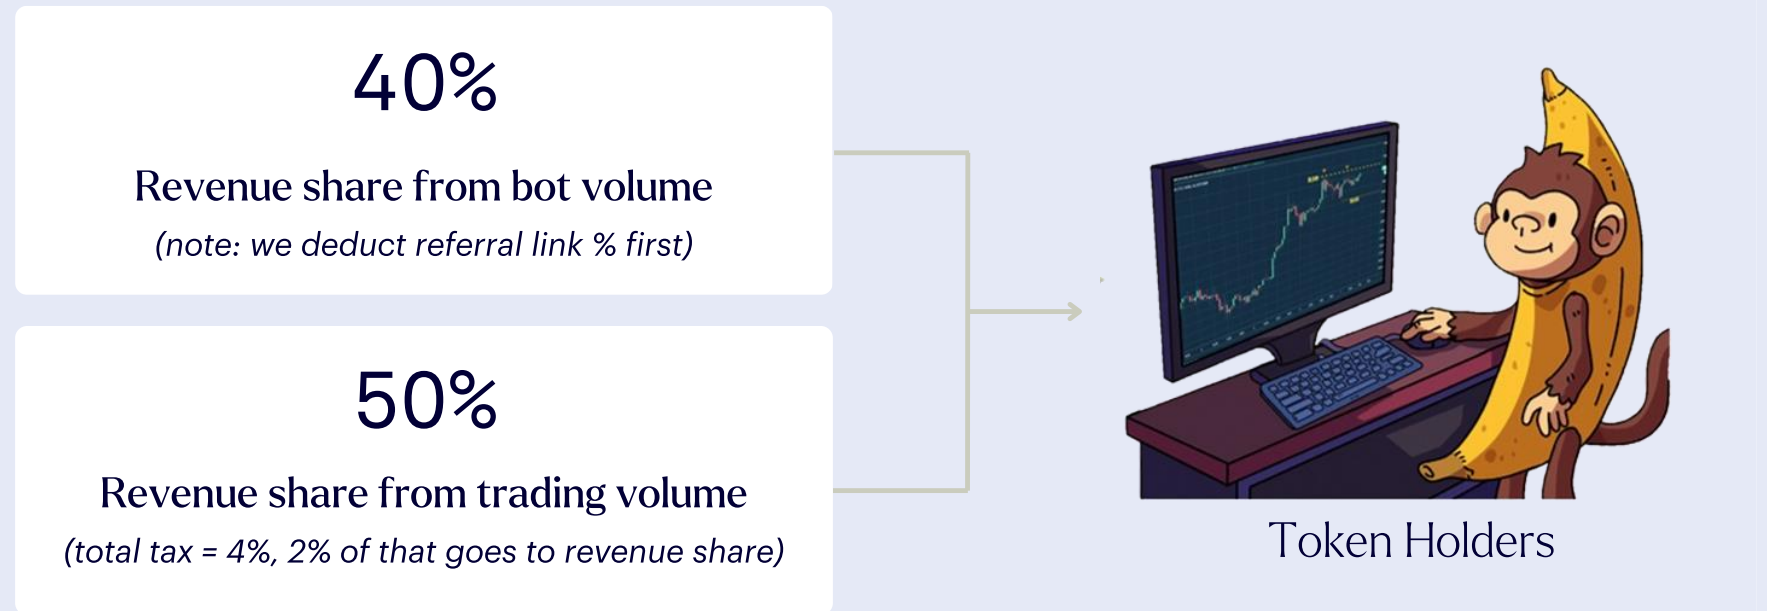 40%
Revenue share from bot volume
(note: we deduct referral link % first)
50%
Revenue share from trading volume
(total tax = 4%, 2% of that goes to revenue share)
Token Holders